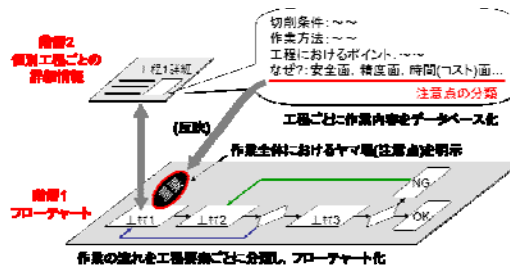 切削条件：～～
作業方法：～～
工程におけるポイント：～～
なぜ?：安全面，精度面，時間(コスト)面…
注意点の分類
階層2
個別工程ごとの
詳細情報
工程1詳細
工程ごとに作業内容をデータベース化
(反映)
作業全体におけるヤマ場(注意点)を明示
階層1
フローチャート
NG
工程1
工程2
工程3
OK
作業の流れを工程要素ごとに分類し，フローチャート化